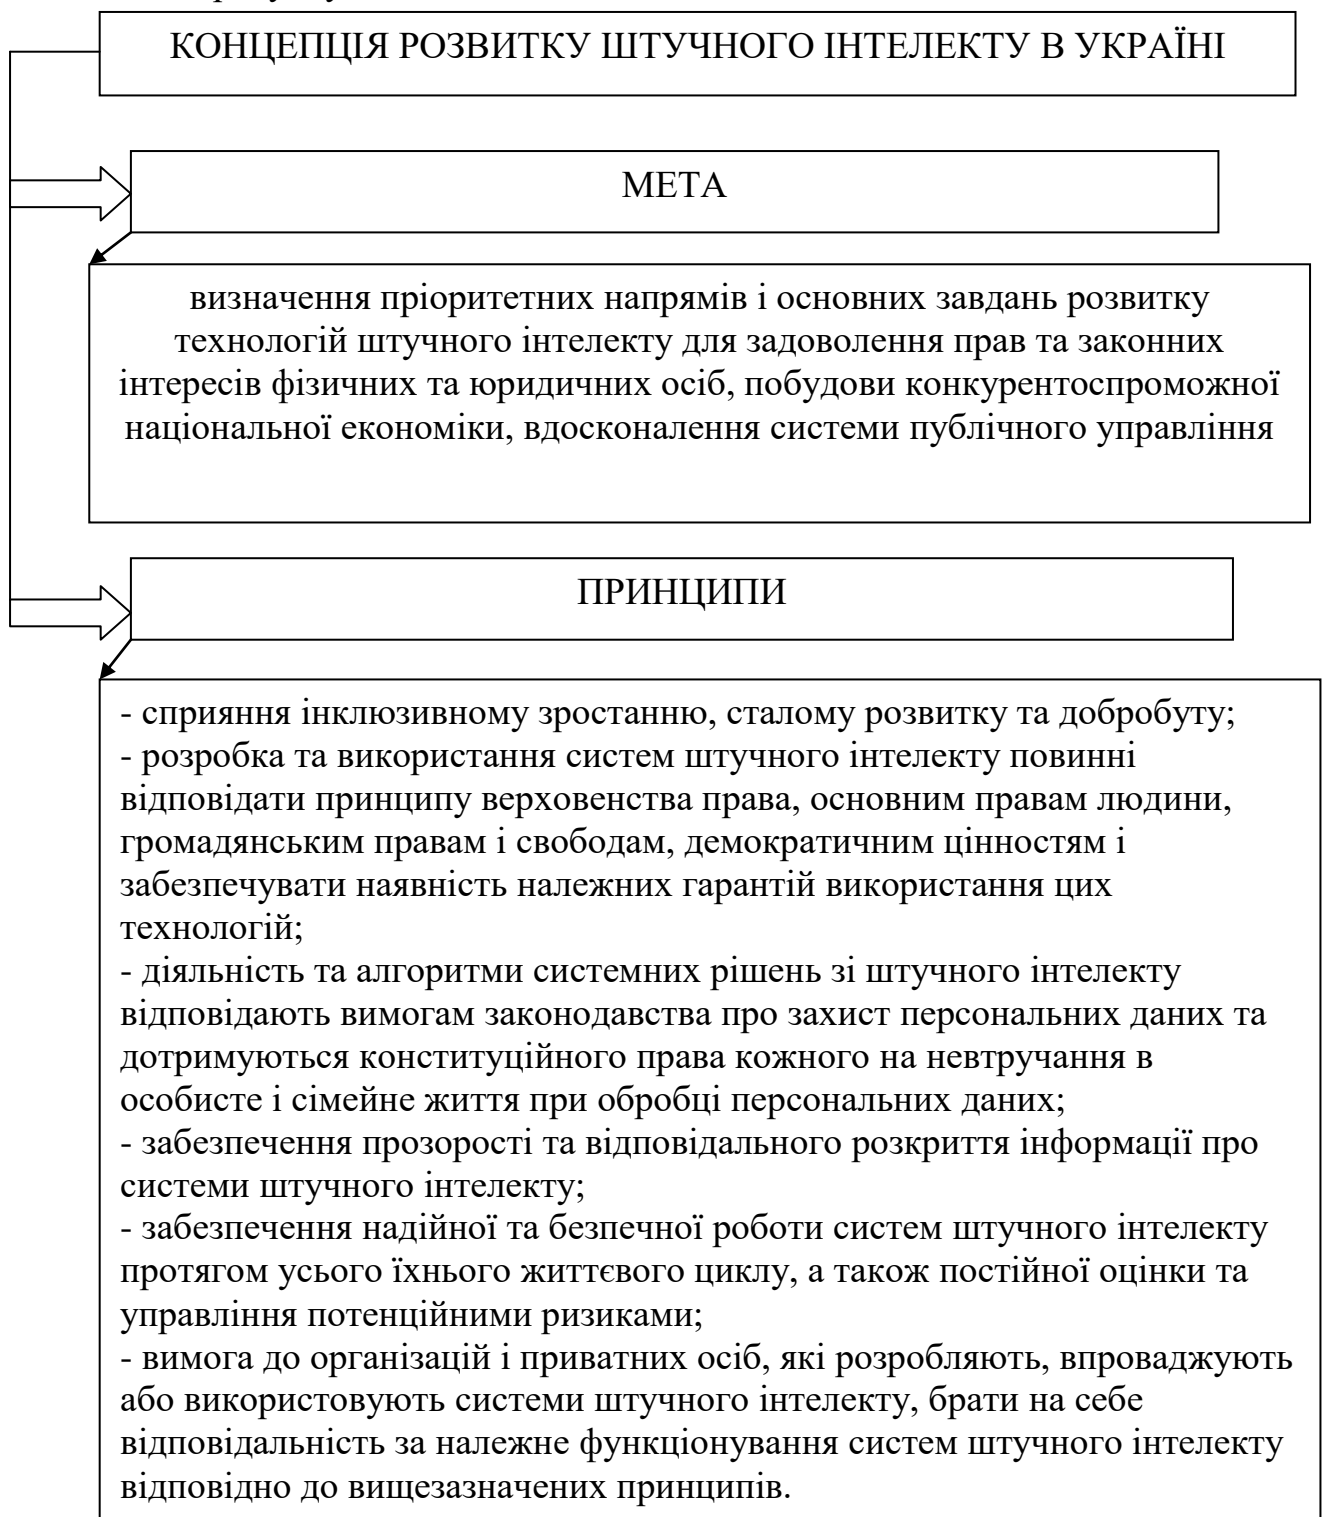 КОНЦЕПЦІЯ РОЗВИТКУ ШТУЧНОГО ІНТЕЛЕКТУ В УКРАЇНІ
МЕТА
визначення пріоритетних напрямів і основних завдань розвитку
технологій штучного інтелекту для задоволення прав та законних
інтересів фізичних та юридичних осіб, побудови конкурентоспроможної
національної економіки, вдосконалення системи публічного управління
ПРИНЦИПИ
- сприяння інклюзивному зростанню, сталому розвитку та добробуту;
- розробка та використання систем штучного інтелекту повинні
відповідати принципу верховенства права, основним правам людини,
громадянським правам і свободам, демократичним цінностям і
забезпечувати наявність належних гарантій використання цих
технологій;
- діяльність та алгоритми системних рішень зі штучного інтелекту
відповідають вимогам законодавства про захист персональних даних та
дотримуються конституційного права кожного на невтручання в
особисте і сімейне життя при обробці персональних даних;
- забезпечення прозорості та відповідального розкриття інформації про
системи штучного інтелекту;
- забезпечення надійної та безпечної роботи систем штучного інтелекту
протягом усього їхнього життєвого циклу, а також постійної оцінки та
управління потенційними ризиками;
- вимога до організацій і приватних осіб, які розробляють, впроваджують
або використовують системи штучного інтелекту, брати на себе
відповідальність за належне функціонування систем штучного інтелекту
відповідно до вищезазначених принципів.